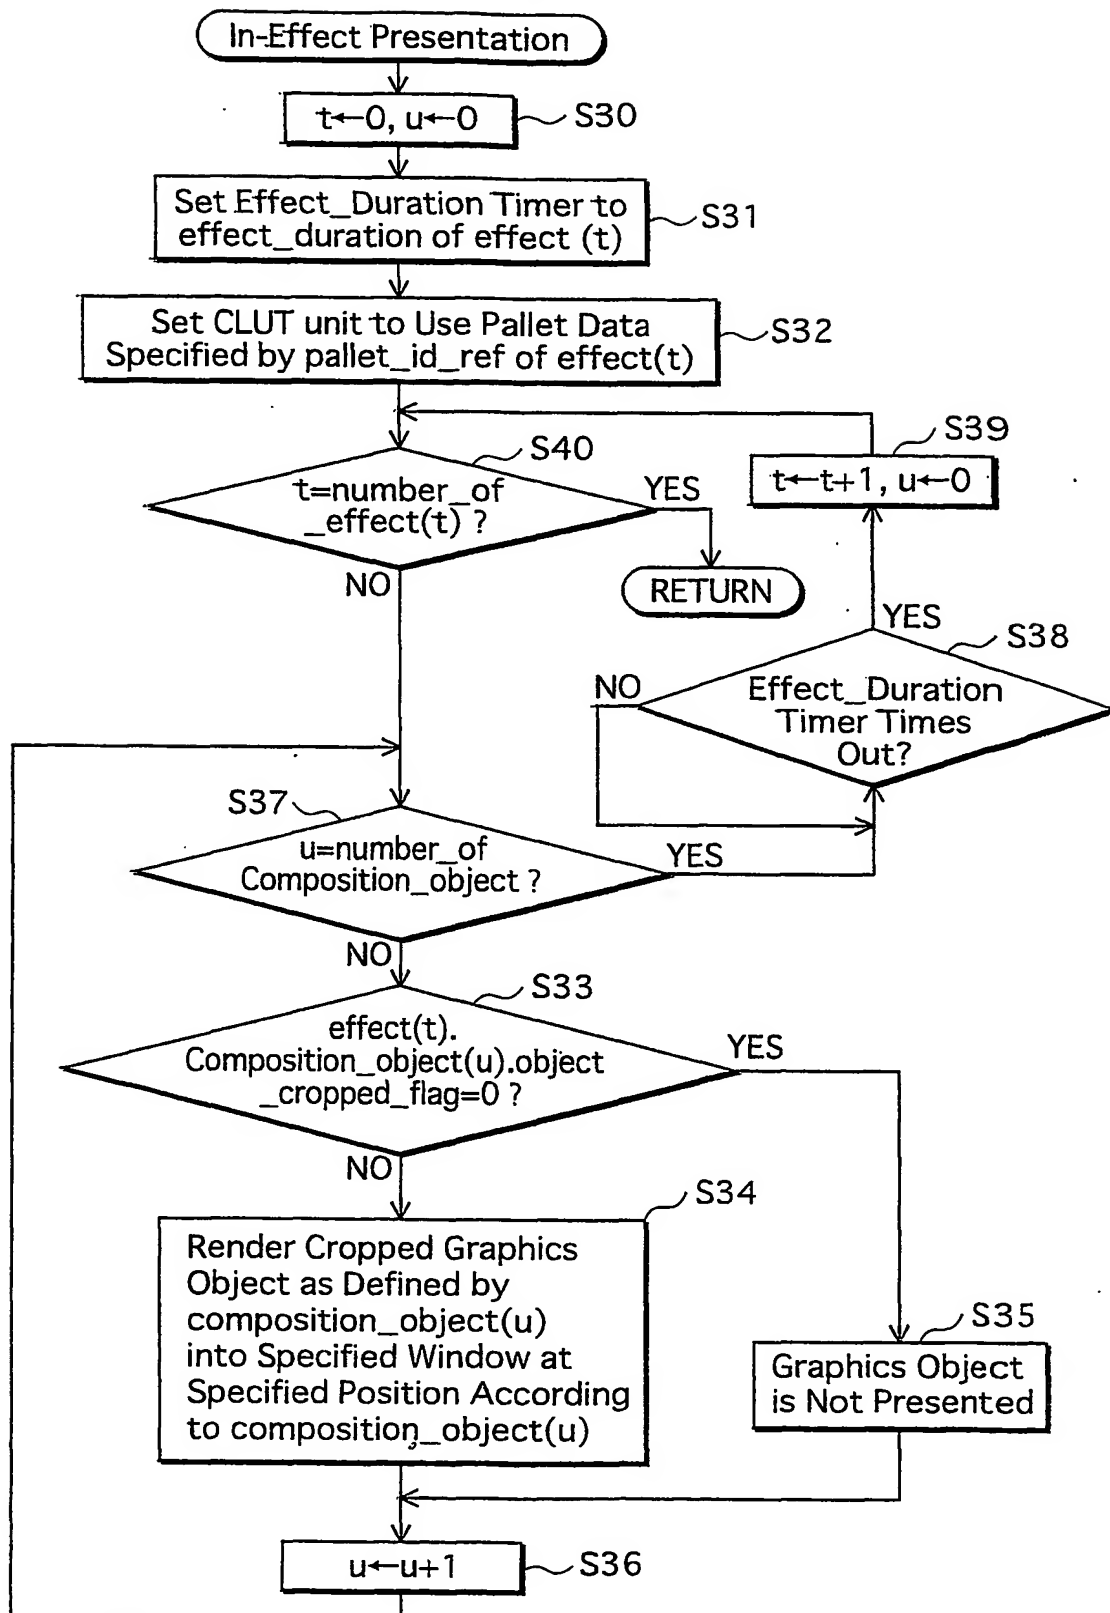 In-Effect Presentation
t←0, u←0
S30
Set Effect_Duration Timer to
effect_duration of effect (t)
S31
Set CLUT unit to Use Pallet Data
Specified by pallet_id_ref of effect(t)
S32
S39
t←t+1, u←0
S40
t=number_of
_effect(t) ?
YES
NO
RETURN
YES
S38
NO
Effect_Duration
Timer Times
Out?
S37
u=number_of
Composition_object ?
YES
NO
S33
effect(t).
Composition_object(u).object
_cropped_flag=0 ?
YES
NO
S34
Render Cropped Graphics
Object as Defined by
composition_object(u)
into Specified Window at
Specified Position According
to composition_object(u)
S35
Graphics Object
is Not Presented
u←u+1
S36